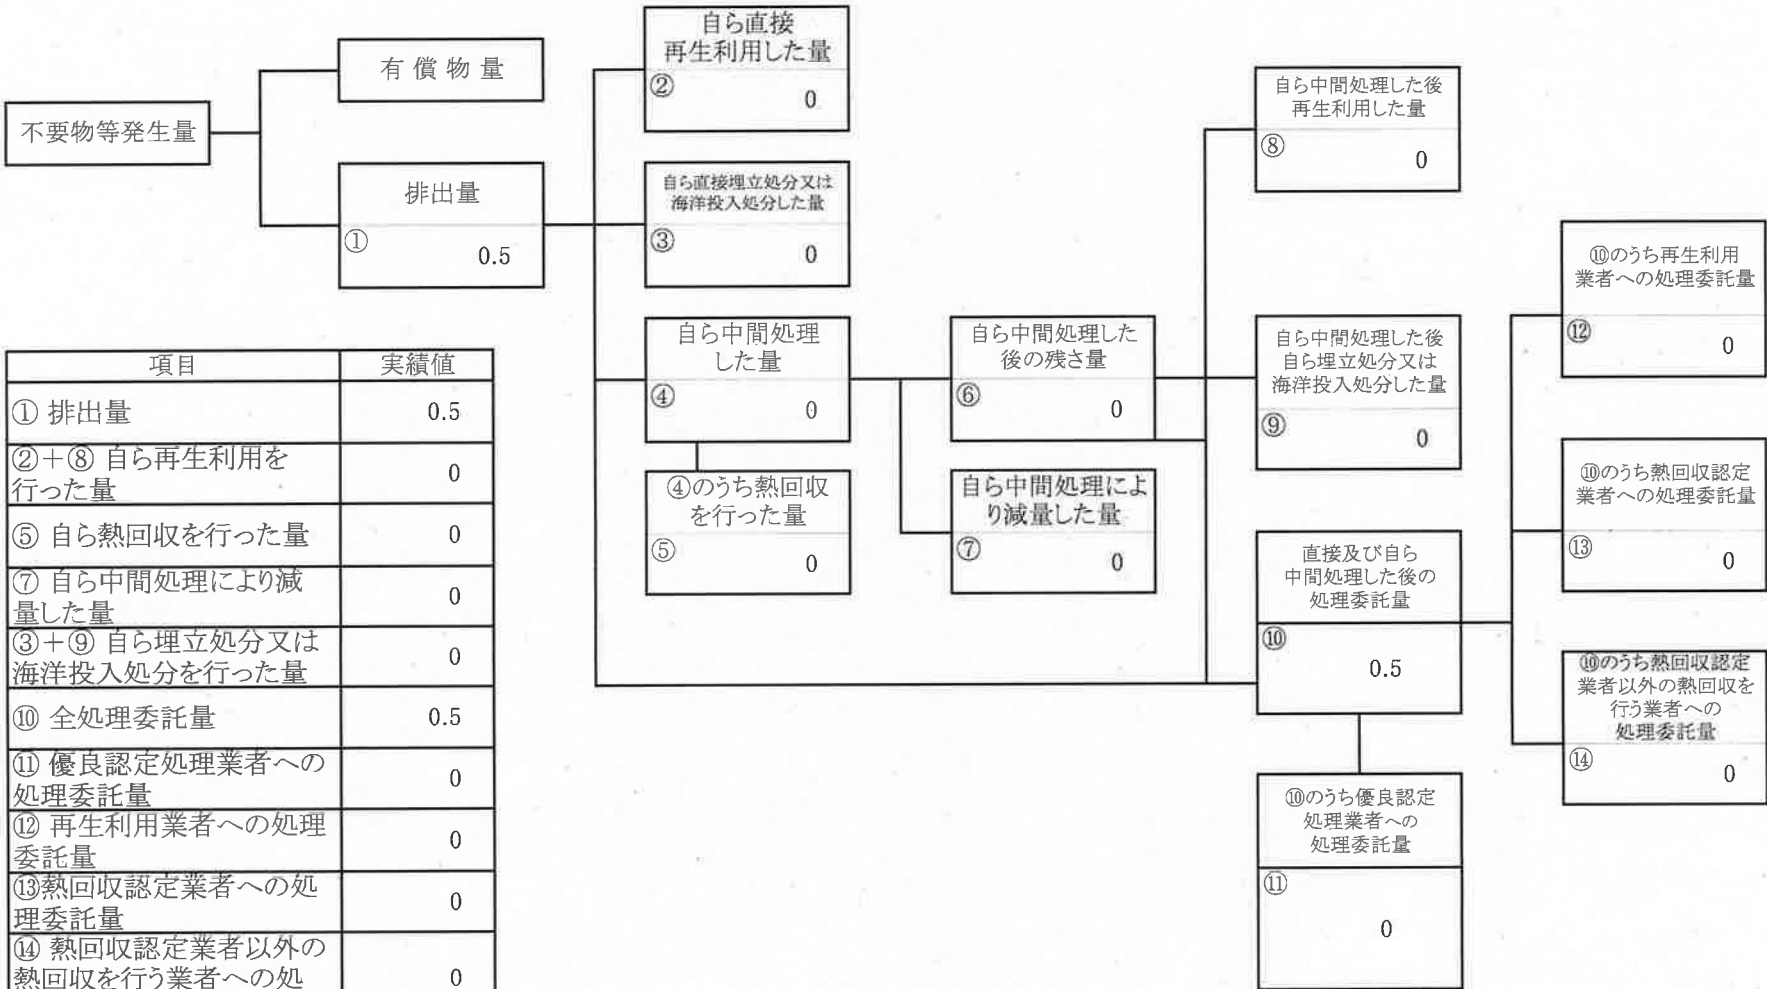 不要物等発生量
有償物量
排出量
①
0.5
自ら直接
再生利用した量
②
0
自ら直接埋立処分又は
海洋投入処分した量
③
0
自ら中間処理
した量
④
0
④のうち熱回収
を行った量
⑤
0
自ら中間処理した
後の残さ量
⑥
0
自ら中間処理によ
り減量した量
⑦
0
自ら中間処理した後
再生利用した量
⑧
0
自ら中間処理した後
自ら埋立処分又は
海洋投入処分した量
⑨
0
直接及び自ら
中間処理した後の
処理委託量
⑩
0.5
⑩のうち優良認定
処理業者への
処理委託量
⑪
0
⑩のうち再生利用
業者への処理委託量
⑫
0
⑩のうち熱回収認定
業者への処理委託量
⑬
0
⑩のうち熱回収認定
業者以外の熱回収を
行う業者への
処理委託量
⑭
0
項目 実績値
① 排出量 0.5
②＋⑧ 自ら再生利用を
行った量 0
⑤ 自ら熱回収を行った量 0
⑦ 自ら中間処理により減
量した量 0
③＋⑨ 自ら埋立処分又は
海洋投入処分を行った量 0
⑩ 全処理委託量 0.5
⑪ 優良認定処理業者への
処理委託量 0
⑫ 再生利用業者への処理
委託量 0
⑬熱回収認定業者への処
理委託量 0
⑭ 熱回収認定業者以外の
熱回収を行う業者への処 0